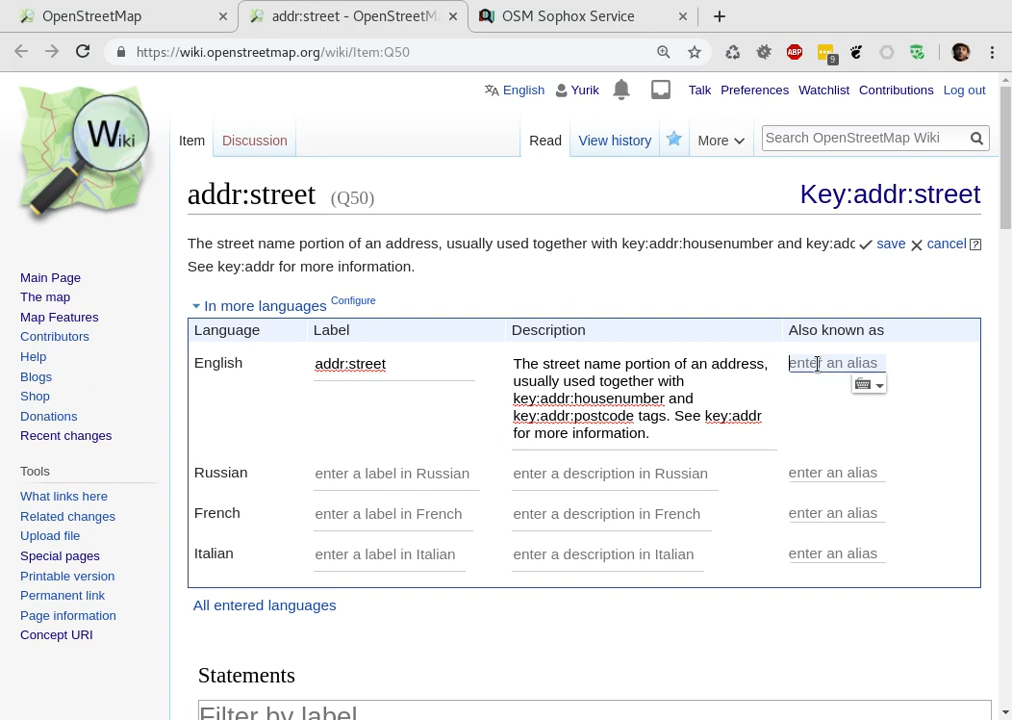 OpenStreetMap
addr:street - OpenStreetM
OSM Sophox Service
https://wiki.openstreetmap.org/wiki/Item:Q50
9
English Yurik Talk Preferences Watchlist Contributions Log out
Wiki
Item Discussion Read View history More Search OpenStreetMap Wiki
addr:street (Q50) Key:addr:street
The street name portion of an address, usually used together with key:addr:housenumber and key:adc save cancel [?]
See key:addr for more information.
In more languages Configure
Language Label Description Also known as
English addr:street The street name portion of an address, enter an alias
usually used together with
key:addr:housenumber and
key:addr:postcode tags. See key:addr
for more information.
Russian enter a label in Russian enter a description in Russian enter an alias
French enter a label in French enter a description in French enter an alias
Italian enter a label in Italian enter a description in Italian enter an alias
All entered languages
Statements
Filter by label
Main Page
The map
Map Features
Contributors
Help
Blogs
Shop
Donations
Recent changes
Tools
What links here
Related changes
Upload file
Special pages
Printable version
Permanent link
Page information
Concept URI
ABP